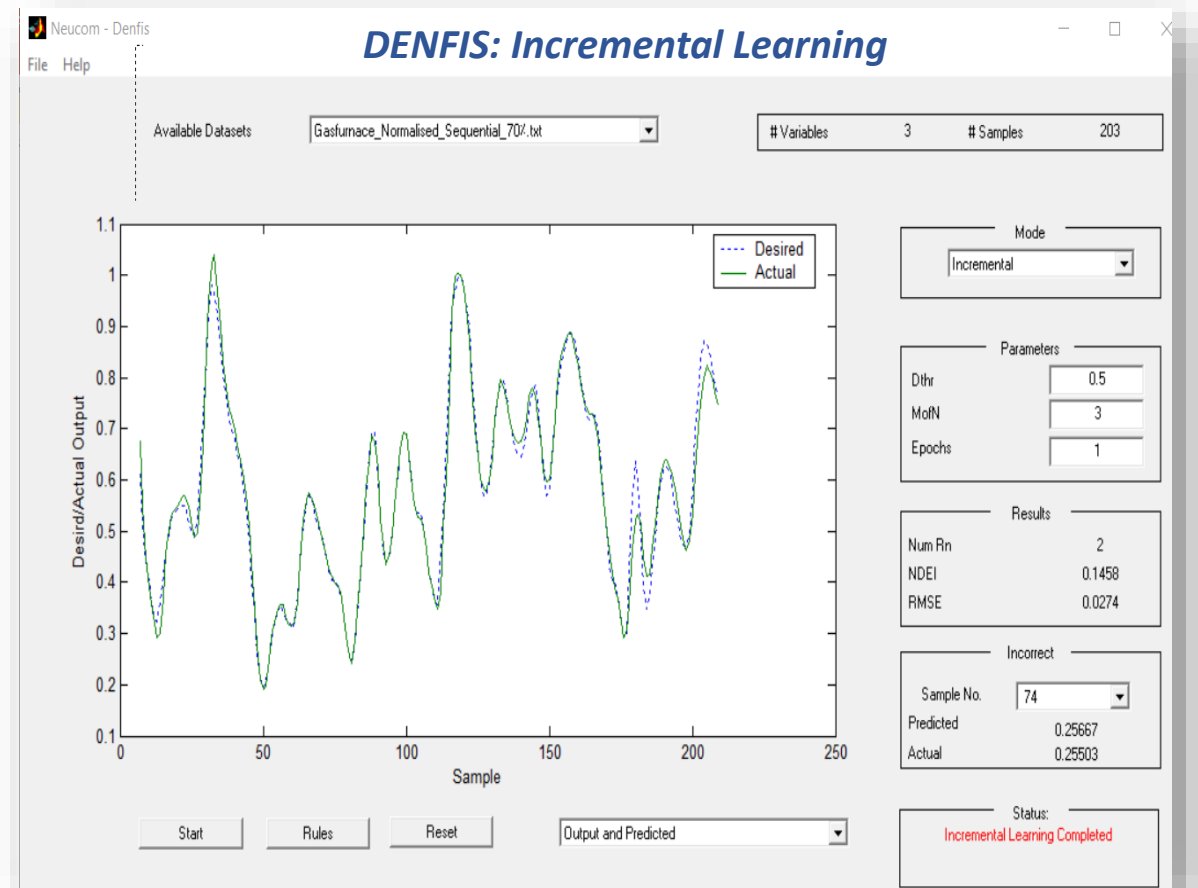 Neucom - Denfis
DENFIS: Incremental Learning
File Help
Available Datasets Gasfurnace_Normalised_Sequential_70%.txt
# Variables 3 # Samples 203
1.1
1
0.9
0.8
0.7
0.6
0.5
0.4
0.3
0.2
0.1
Desird/Actual Output
Desired
Actual
0 50 100 150 200 250
Sample
Mode
Incremental
Parameters
Dthr 0.5
MofN 3
Epochs 1
Results
Num Rn 2
NDEI 0.1458
RMSE 0.0274
Incorrect
Sample No. 74
Predicted 0.25667
Actual 0.25503
Start Rules Reset Output and Predicted
Status:
Incremental Learning Completed